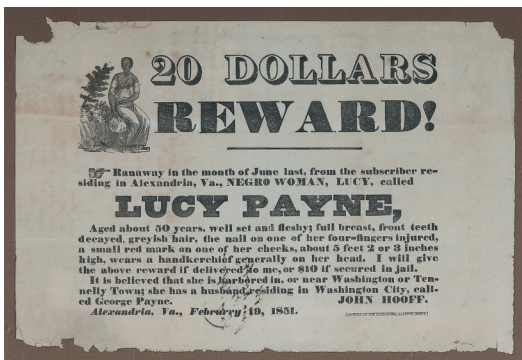 20 DOLLARS
REWARD!
Ranaway in the month of June last, from the subscriber re-
siding in Alexandria, Va., NEGRO WOMAN, LUCY, called
LUCY PAYNE,
Aged about 50 years, well set and fleshy; full breast, front teeth
decayed, greyish hair, the nail on one of her four-fingers injured,
a small red mark on one of her cheeks, about 5 feet 2 or 3 inches
high, wears a handkerchief generally on her head. I will give
the above reward if delivered to me, or $10 if secured in jail.
It is believed that she is harbored in, or near Washington or Ten-
nelly Town; she has a husband residing in Washington City, call-
ed George Payne. JOHN HOOFF.
Alexandria, Va., February 19, 1851.